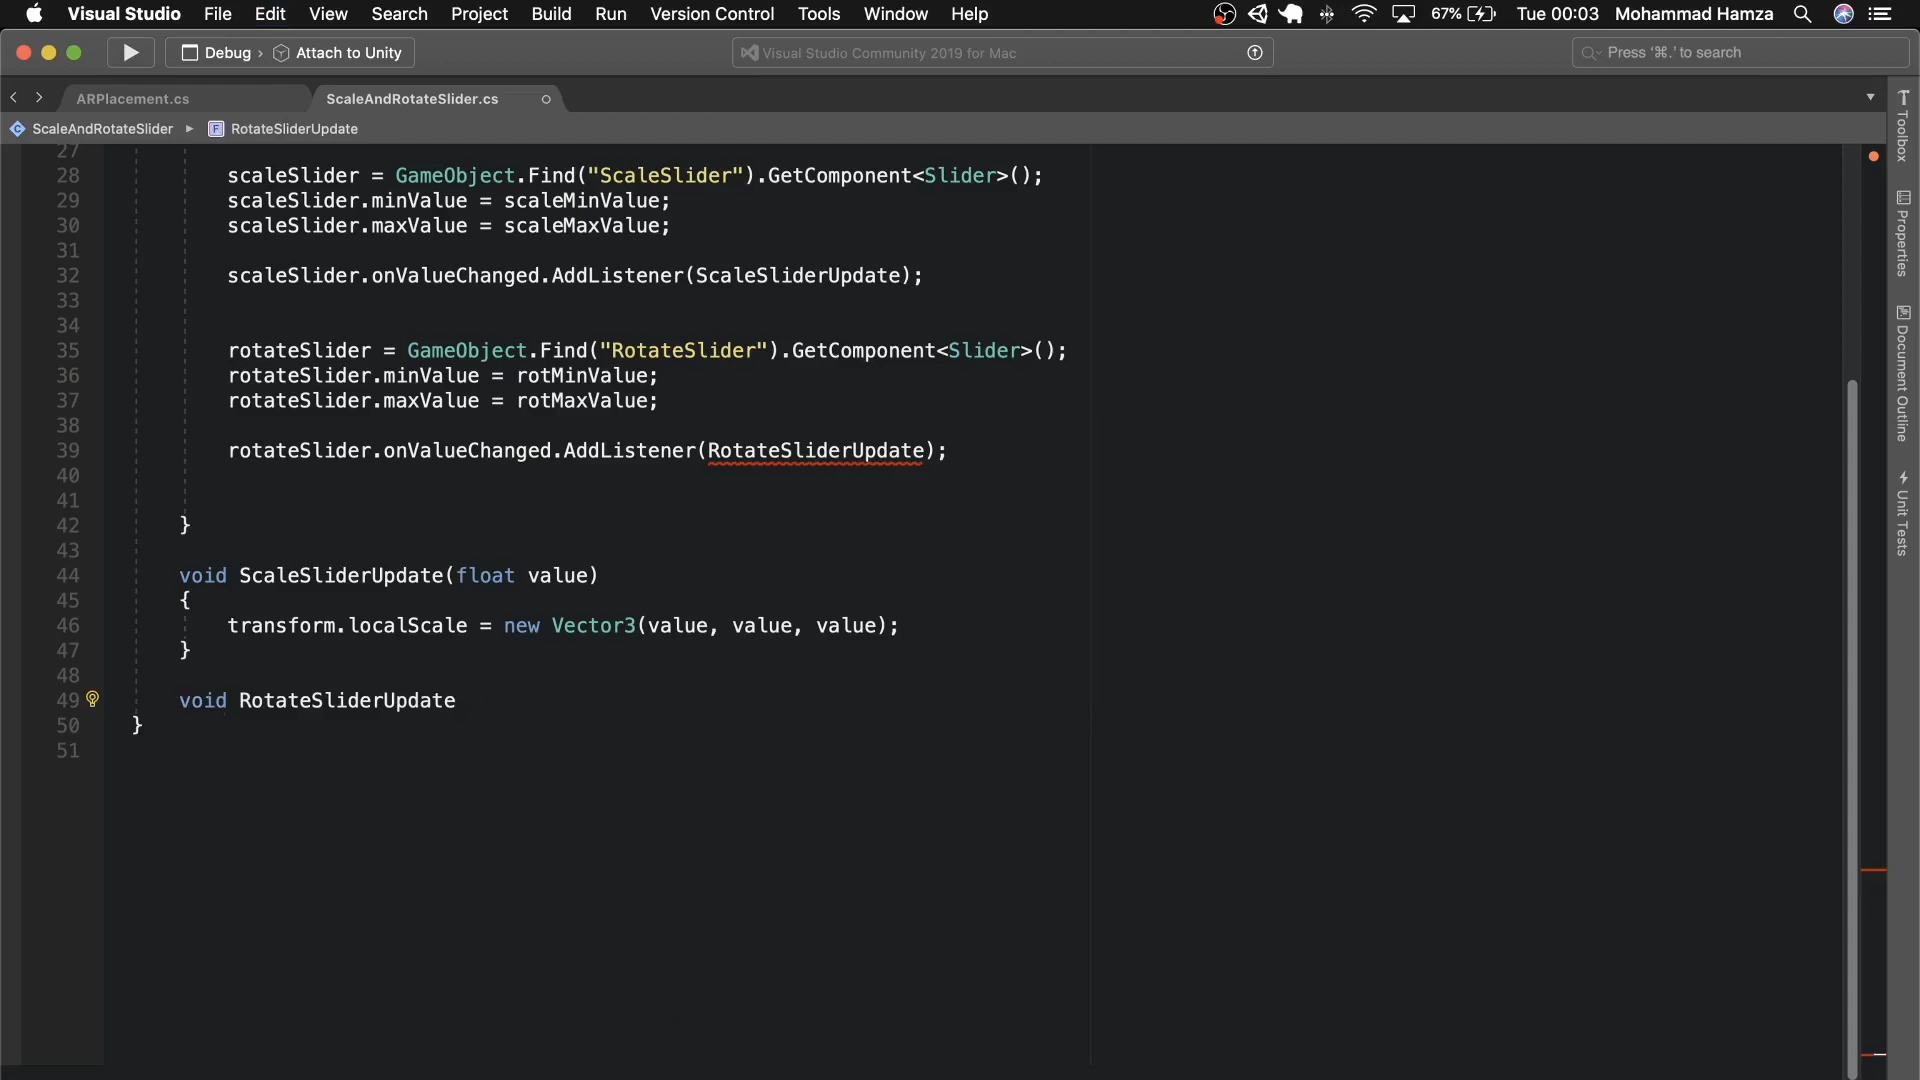 Visual Studio File Edit View Search Project Build Run Version Control Tools Window Help 67% Tue 00:03 Mohammad Hamza
Debug › Attach to Unity Visual Studio Community 2019 for Mac Press '⌘.' to search
ARPlacement.cs ScaleAndRotateSlider.cs
ScaleAndRotateSlider RotateSliderUpdate
27
28 scaleSlider = GameObject.Find("ScaleSlider").GetComponent<Slider>();
29 scaleSlider.minValue = scaleMinValue;
30 scaleSlider.maxValue = scaleMaxValue;
31
32 scaleSlider.onValueChanged.AddListener(ScaleSliderUpdate);
33
34
35 rotateSlider = GameObject.Find("RotateSlider").GetComponent<Slider>();
36 rotateSlider.minValue = rotMinValue;
37 rotateSlider.maxValue = rotMaxValue;
38
39 rotateSlider.onValueChanged.AddListener(RotateSliderUpdate);
40
41
42 }
43
44 void ScaleSliderUpdate(float value)
45 {
46 transform.localScale = new Vector3(value, value, value);
47 }
48
49 void RotateSliderUpdate
50 }
51
Toolbox
Properties
Document Outline
Unit Tests